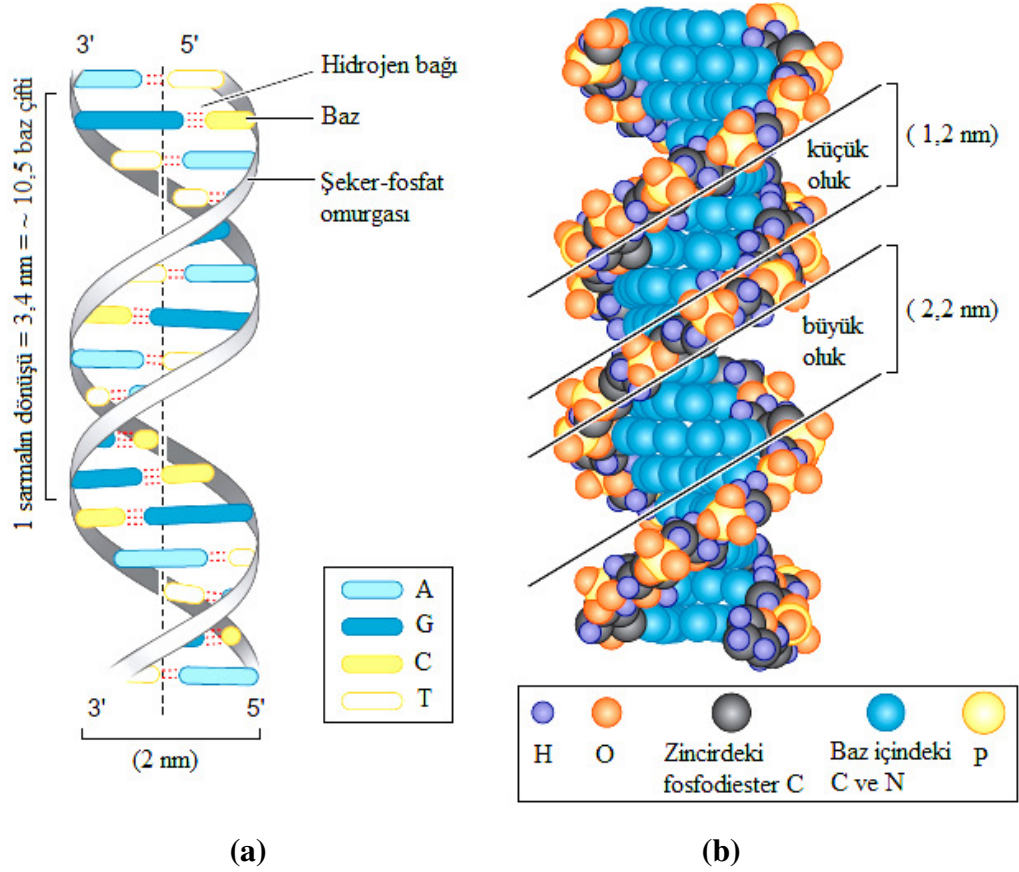 3'
5'
Hidrojen bağı
Baz
Şeker-fosfat
omurgası
1 sarmalın dönüşü = 3,4 nm = ~ 10,5 baz çifti
A
G
C
T
3'
5'
(2 nm)
(a)
küçük
oluk
( 1,2 nm)
büyük
oluk
( 2,2 nm)
H
O
Zincirdeki
fosfodiester C
Baz içindeki
C ve N
P
(b)